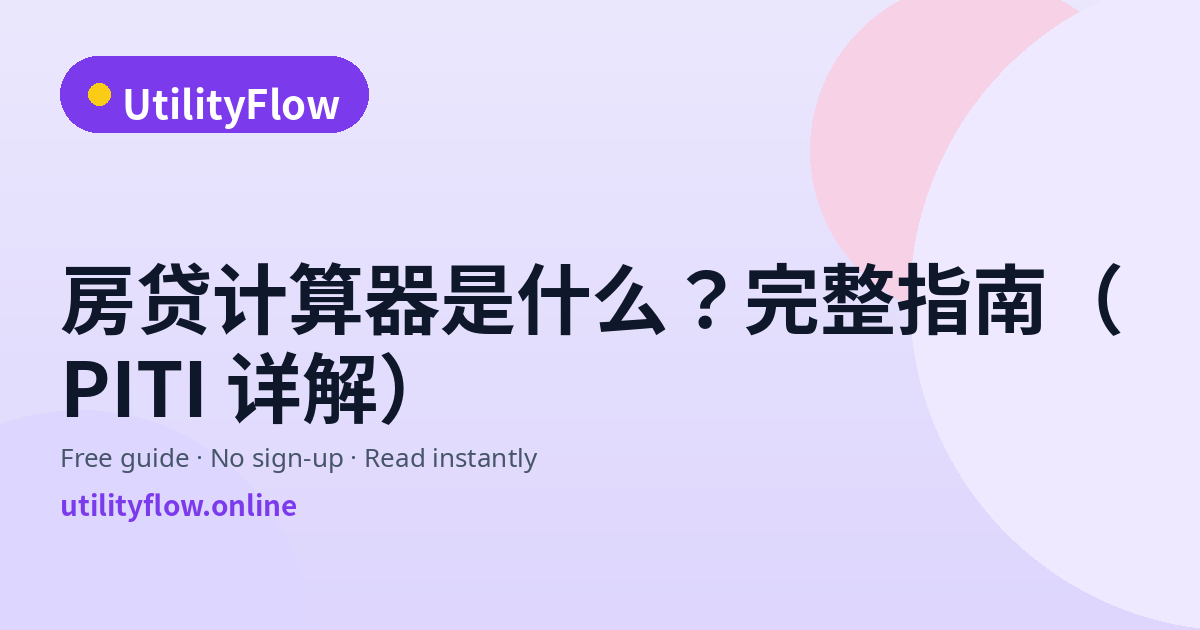 UtilityFlow
房贷计算器是什么？完整指南（
PITI 详解）
Free guide · No sign-up · Read instantly
utilityflow.online